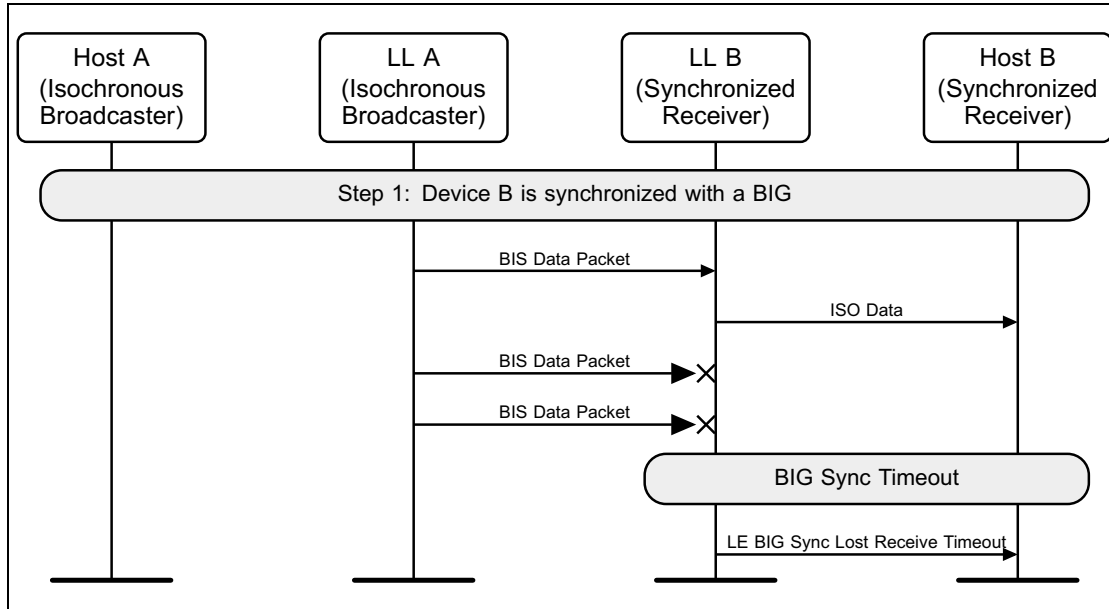 Host A
(Isochronous
Broadcaster)
LL A
(Isochronous
Broadcaster)
LL B
(Synchronized
Receiver)
Host B
(Synchronized
Receiver)
Step 1: Device B is synchronized with a BIG
BIS Data Packet
ISO Data
BIS Data Packet
BIS Data Packet
BIG Sync Timeout
LE BIG Sync Lost Receive Timeout